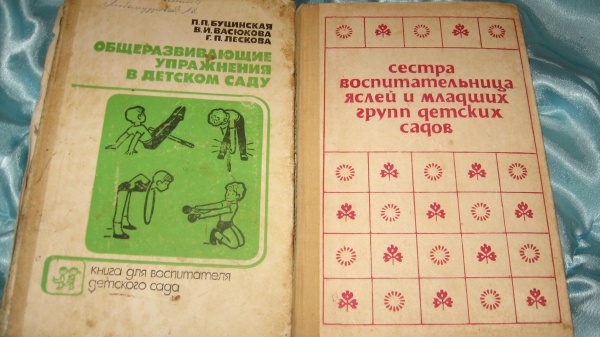 П.П. БУЦИНСКАЯ
В.И. ВАСЮКОВА
Г. П. ЛЕСКОВА
ОБЩЕРАЗВИВАЮЩИЕ
УПРАЖНЕНИЯ
В ДЕТСКОМ САДУ
книга для воспитателя
детского сада
сестра
воспитательница
яслей и младших
групп детских
садов